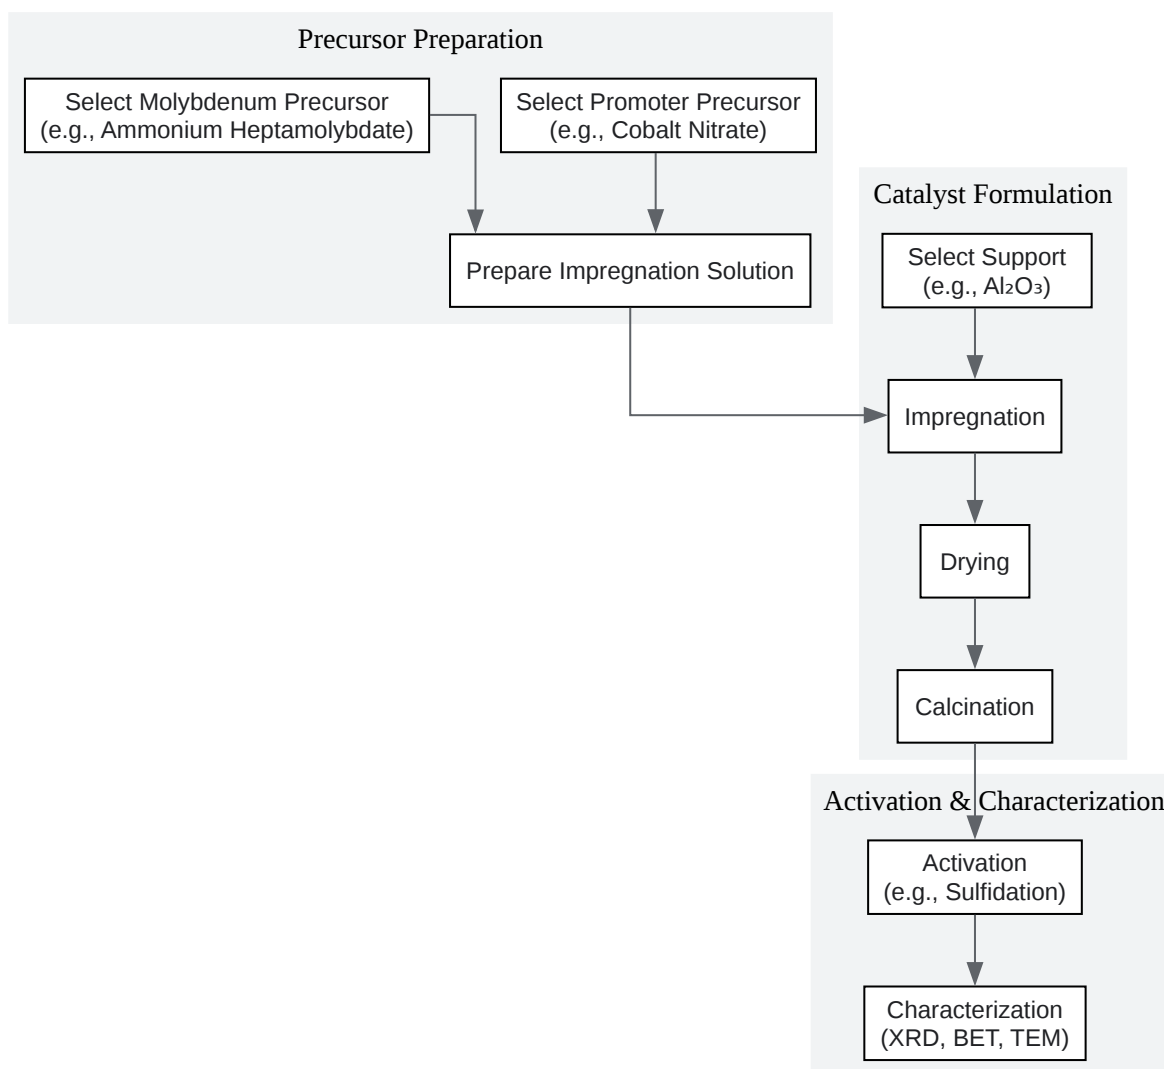 Precursor Preparation
Select Molybdenum Precursor
(e.g., Ammonium Heptamolybdate)
Select Promoter Precursor
(e.g., Cobalt Nitrate)
Prepare Impregnation Solution
Catalyst Formulation
Select Support
(e.g., Al₂O₃)
Impregnation
Drying
Calcination
Activation & Characterization
Activation
(e.g., Sulfidation)
Characterization
(XRD, BET, TEM)